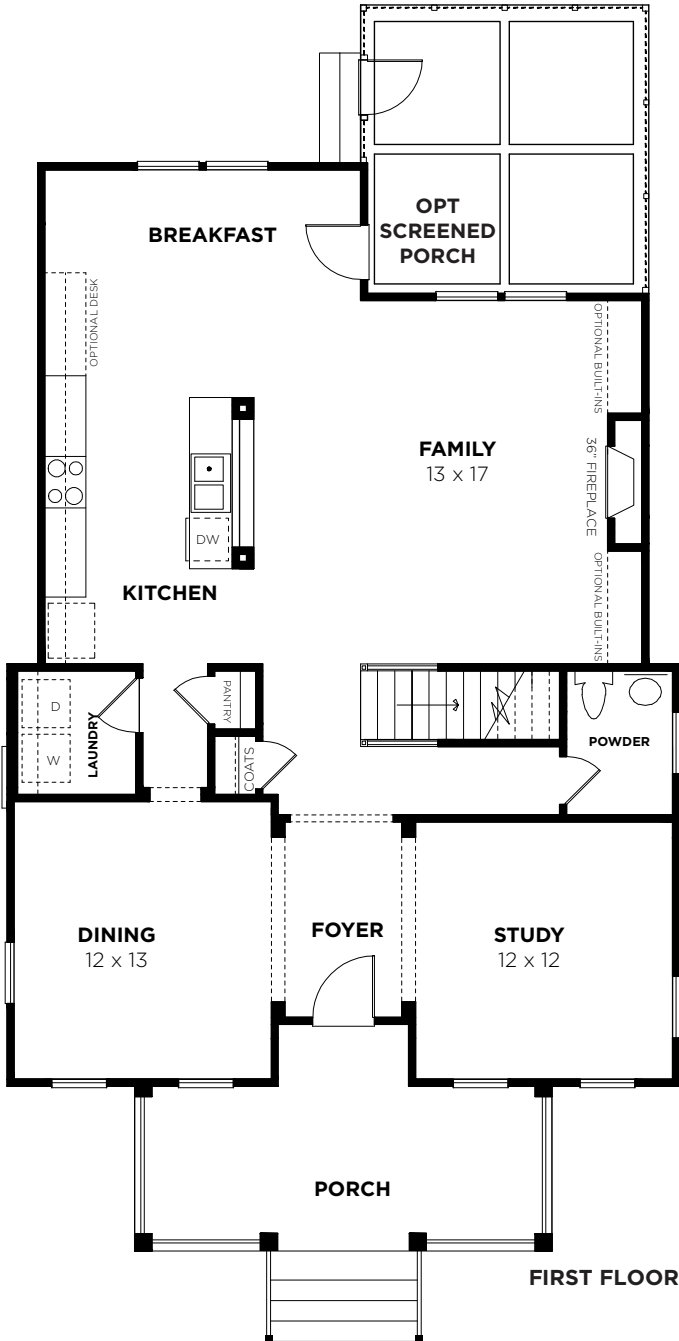 OPT
SCREENED
PORCH
BREAKFAST
OPTIONAL DESK
OPTIONAL BUILT-INS
FAMILY
13 x 17
36" FIREPLACE
DW
OPTIONAL BUILT-INS
KITCHEN
D
W
LAUNDRY
PANTRY
COATS
POWDER
DINING
12 x 13
FOYER
STUDY
12 x 12
PORCH
FIRST FLOOR